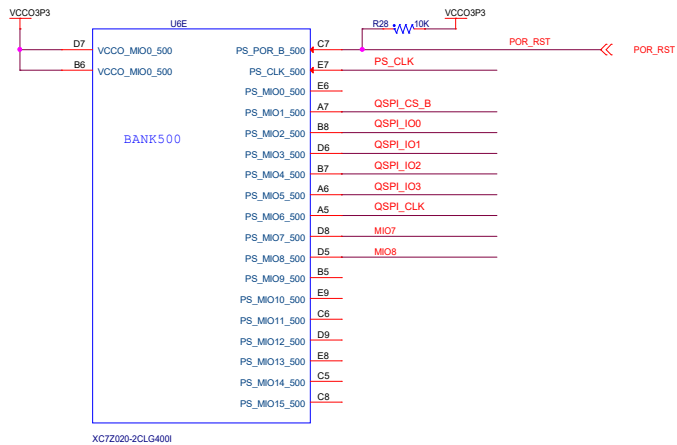 VCCO3P3
U6E
R28 10K
VCCO3P3
D7 VCCO_MIO0_500
B6 VCCO_MIO0_500
BANK500
PS_POR_B_500 C7 POR_RST POR_RST
PS_CLK_500 E7 PS_CLK
PS_MIO0_500 E6
PS_MIO1_500 A7 QSPI_CS_B
PS_MIO2_500 B8 QSPI_IO0
PS_MIO3_500 D6 QSPI_IO1
PS_MIO4_500 B7 QSPI_IO2
PS_MIO5_500 A6 QSPI_IO3
PS_MIO6_500 A5 QSPI_CLK
PS_MIO7_500 D8 MIO7
PS_MIO8_500 D5 MIO8
PS_MIO9_500 B5
PS_MIO10_500 E9
PS_MIO11_500 C6
PS_MIO12_500 D9
PS_MIO13_500 E8
PS_MIO14_500 C5
PS_MIO15_500 C8
XC7Z020-2CLG400I